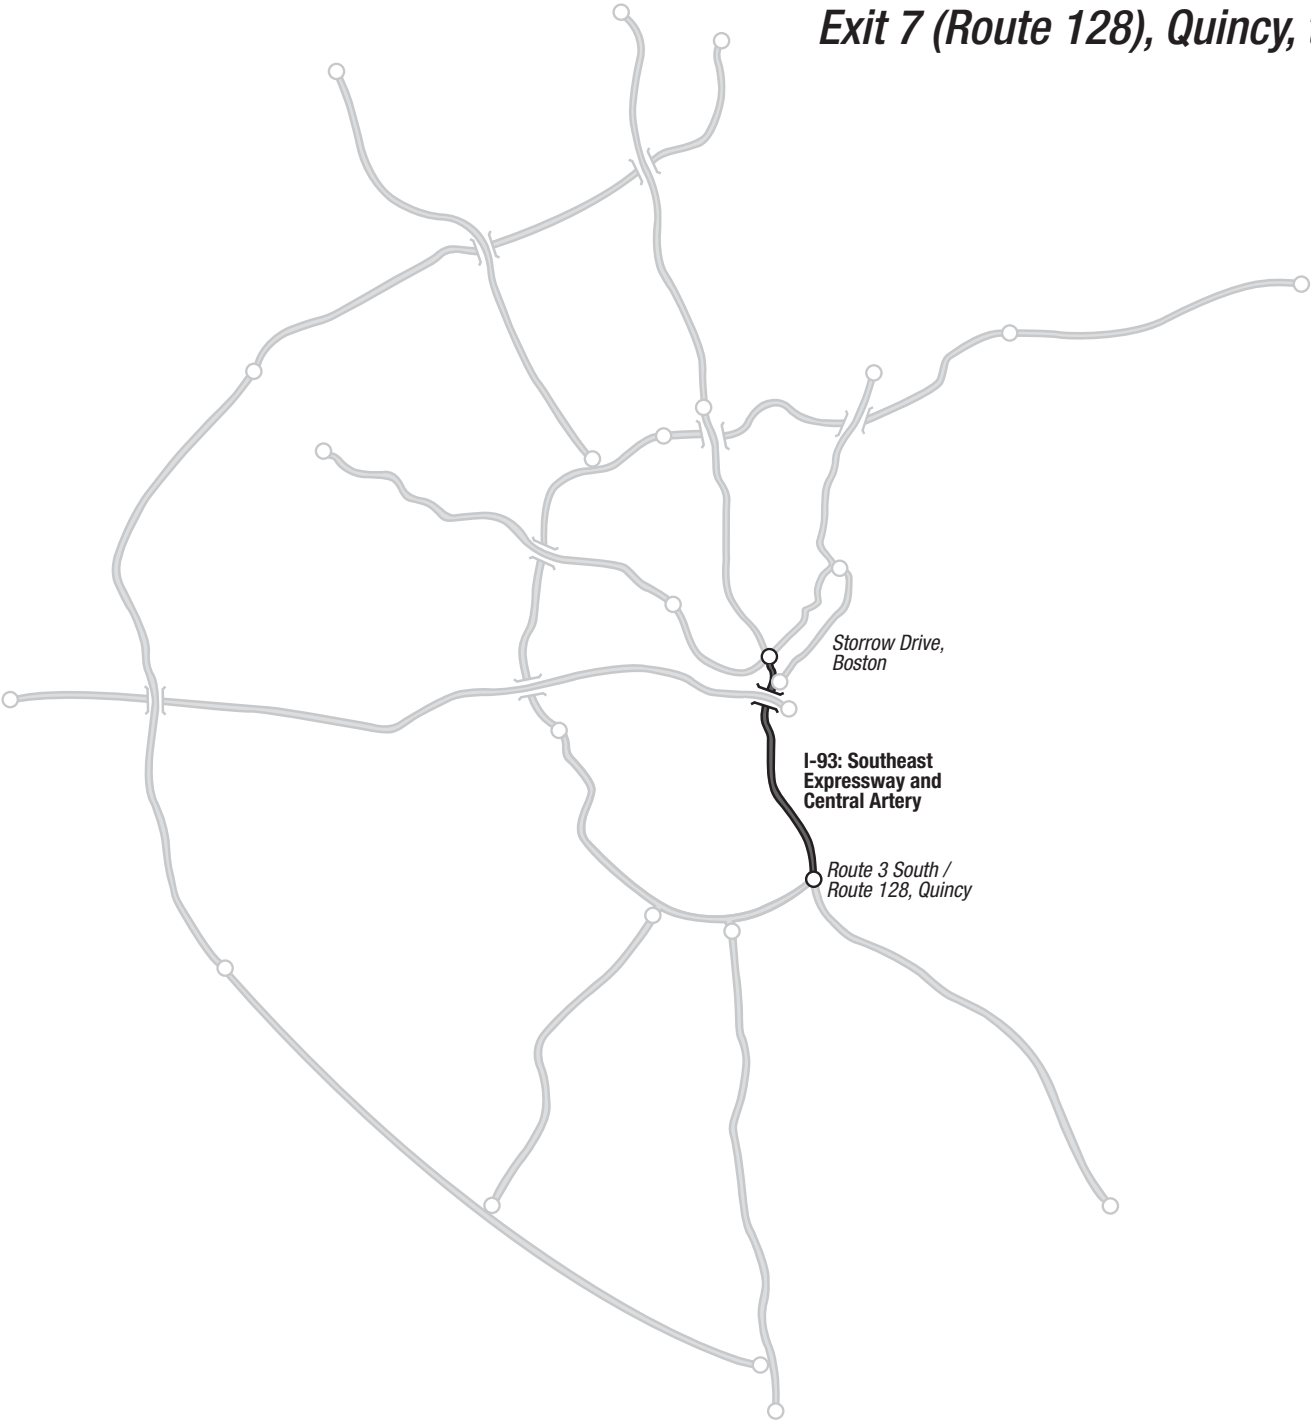 Exit 7 (Route 128), Quincy,
Storrow Drive,
Boston
I-93: Southeast
Expressway and
Central Artery
Route 3 South /
Route 128, Quincy